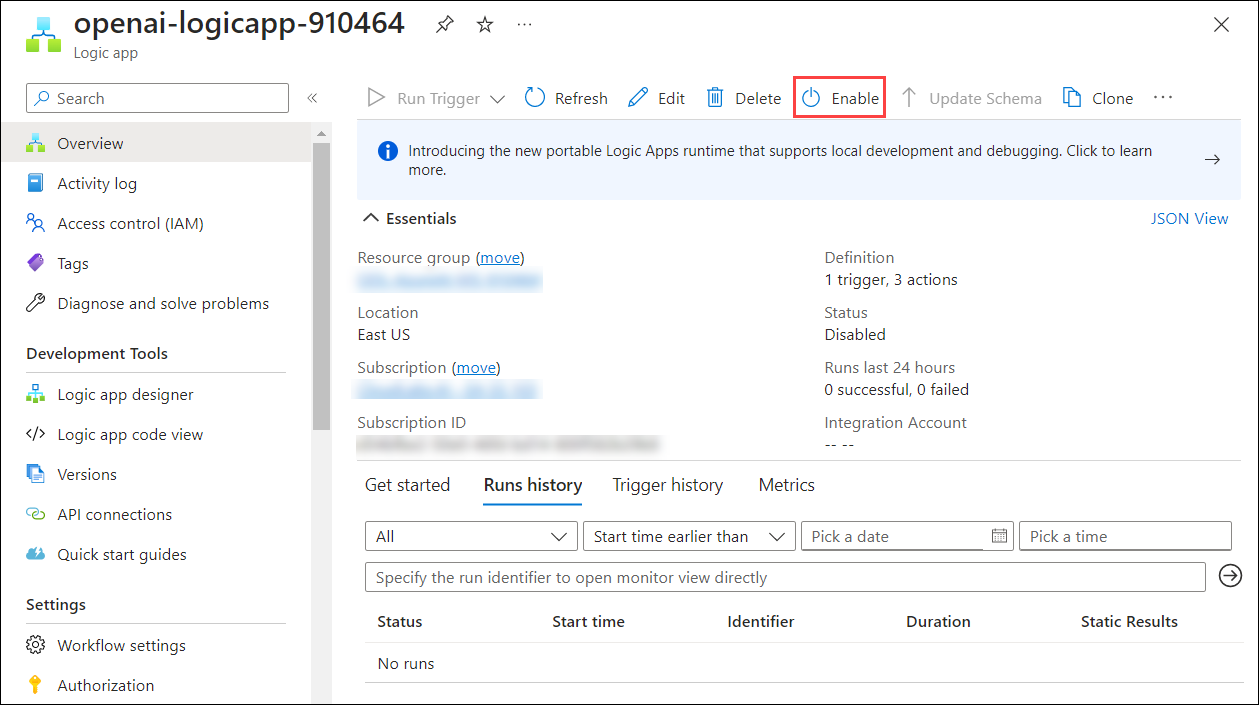 openai-logicapp-910464
Logic app
Search
Run Trigger
Refresh
Edit
Delete
Enable
Update Schema
Clone
Overview
Activity log
Access control (IAM)
Tags
Diagnose and solve problems
Development Tools
Logic app designer
Logic app code view
Versions
API connections
Quick start guides
Settings
Workflow settings
Authorization
Introducing the new portable Logic Apps runtime that supports local development and debugging. Click to learn
more.
Essentials
JSON View
Resource group (move)
Location
East US
Subscription (move)
Subscription ID
Definition
1 trigger, 3 actions
Status
Disabled
Runs last 24 hours
0 successful, 0 failed
Integration Account
-- --
Get started
Runs history
Trigger history
Metrics
All
Start time earlier than
Pick a date
Pick a time
Specify the run identifier to open monitor view directly
Status
Start time
Identifier
Duration
Static Results
No runs